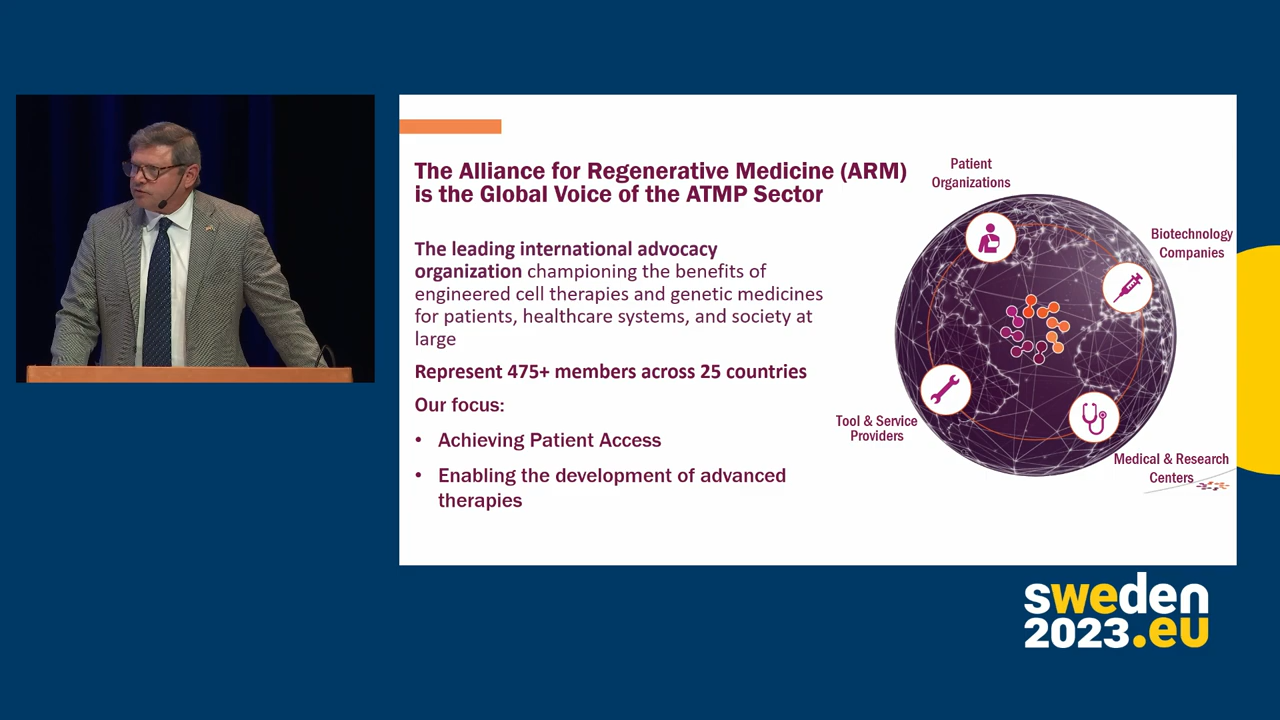 The Alliance for Regenerative Medicine (ARM)
is the Global Voice of the ATMP Sector
The leading international advocacy
organization championing the benefits of
engineered cell therapies and genetic medicines
for patients, healthcare systems, and society at
large
Represent 475+ members across 25 countries
Our focus:
• Achieving Patient Access
• Enabling the development of advanced
therapies
Patient
Organizations
Biotechnology
Companies
Tool & Service
Providers
Medical & Research
Centers
sweden
2023.eu